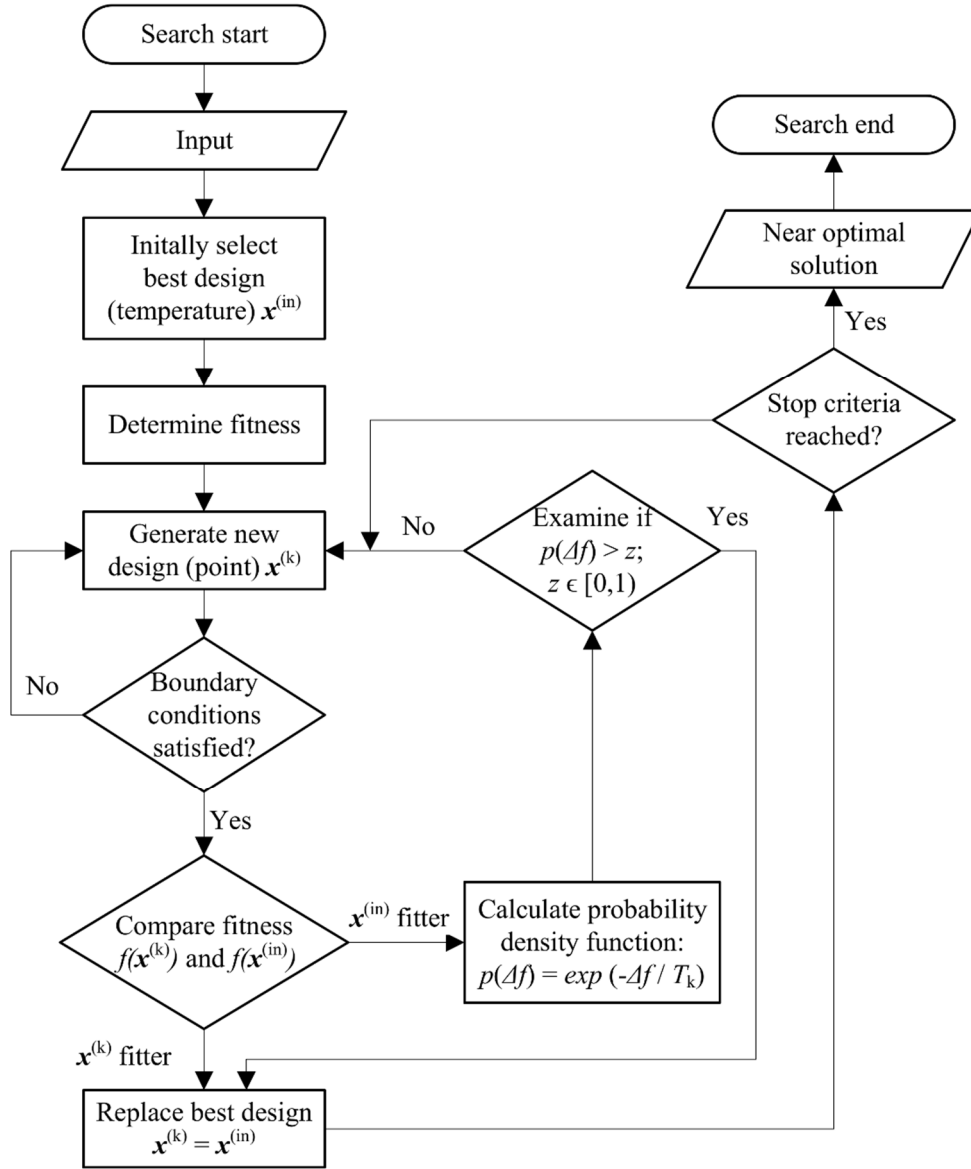 Search start
Input
Initally select
best design
(temperature) x^(in)
Determine fitness
Generate new
design (point) x^(k)
No
Boundary
conditions
satisfied?
Yes
Compare fitness
f(x^(k)) and f(x^(in))
x^(in) fitter
x^(k) fitter
Replace best design
x^(k) = x^(in)
Calculate probability
density function:
p(Δf) = exp (-Δf / T_k)
Examine if
p(Δf) > z;
z ϵ [0,1)
No
Yes
Stop criteria
reached?
Yes
Near optimal
solution
Search end